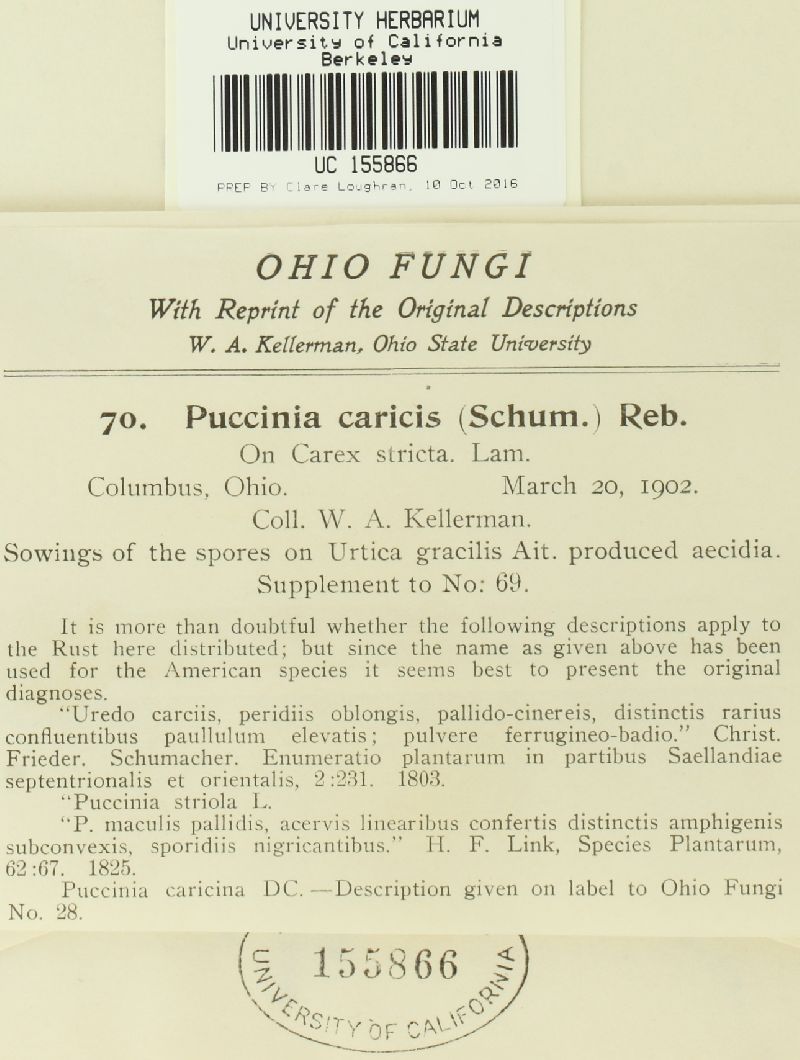 UNIVERSITY HERBARIUM
University of California
Berkeley
UC 155866
PREP BY Clare Loughran, 10 Oct 2016
OHIO FUNGI
With Reprint of the Original Descriptions
W. A. Kellerman, Ohio State University
70. Puccinia caricis (Schum.) Reb.
On Carex stricta. Lam.
Columbus, Ohio. March 20, 1902.
Coll. W. A. Kellerman.
Sowings of the spores on Urtica gracilis Ait. produced aecidia.
Supplement to No: 69.
It is more than doubtful whether the following descriptions apply to
the Rust here distributed; but since the name as given above has been
used for the American species it seems best to present the original
diagnoses.
"Uredo carciis, peridiis oblongis, pallido-cinereis, distinctis rarius
confluentibus paullulum elevatis; pulvere ferrugineo-badio." Christ.
Frieder. Schumacher. Enumeratio plantarum in partibus Saellandiae
septentrionalis et orientalis, 2:231. 1803.
"Puccinia striola L.
"P. maculis pallidis, acervis linearibus confertis distinctis amphigenis
subconvexis, sporidiis nigricantibus." H. F. Link, Species Plantarum,
62:67. 1825.
Puccinia caricina DC.—Description given on label to Ohio Fungi
No. 28.
155866
UNIVERSITY OF CALIFORNIA